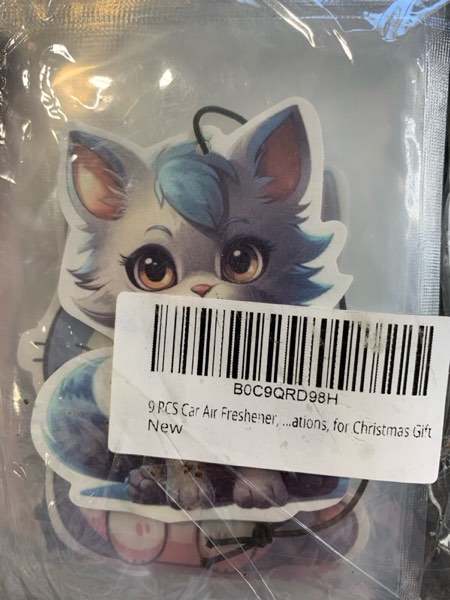 B0C9QRD98H
9 PCS Car Air Freshener, ...ations, for Christmas Gift
New